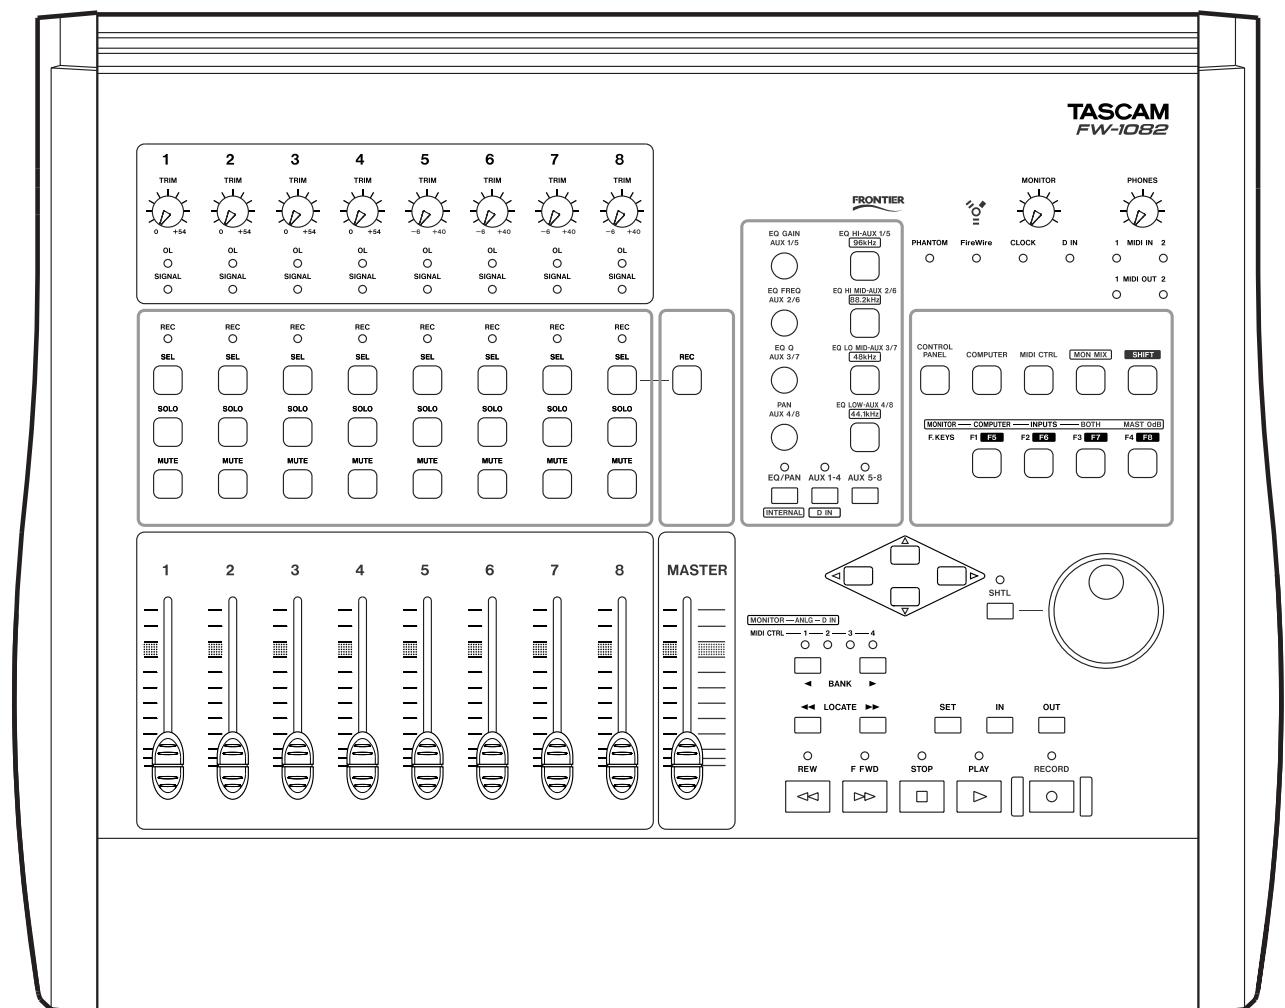 TASCAM
FW-1082
1 2 3 4 5 6 7 8
TRIM TRIM TRIM TRIM TRIM TRIM TRIM TRIM
0 +54 0 +54 0 +54 0 +54 −6 +40 −6 +40 −6 +40 −6 +40
OL OL OL OL OL OL OL OL
SIGNAL SIGNAL SIGNAL SIGNAL SIGNAL SIGNAL SIGNAL SIGNAL
REC REC REC REC REC REC REC REC
SEL SEL SEL SEL SEL SEL SEL SEL
REC
SOLO SOLO SOLO SOLO SOLO SOLO SOLO SOLO
MUTE MUTE MUTE MUTE MUTE MUTE MUTE MUTE
FRONTIER
EQ GAIN
AUX 1/5
EQ HI-AUX 1/5
96kHz
EQ FREQ
AUX 2/6
EQ HI MID-AUX 2/6
88.2kHz
EQ Q
AUX 3/7
EQ LO MID-AUX 3/7
48kHz
PAN
AUX 4/8
EQ LOW-AUX 4/8
44.1kHz
EQ/PAN AUX 1-4 AUX 5-8
INTERNAL D IN
MONITOR PHONES
PHANTOM FireWire CLOCK D IN 1 MIDI IN 2
1 MIDI OUT 2
CONTROL
PANEL
COMPUTER MIDI CTRL MON MIX SHIFT
MONITOR COMPUTER INPUTS BOTH MAST 0dB
F.KEYS F1 F5 F2 F6 F3 F7 F4 F8
1 2 3 4 5 6 7 8 MASTER
SHTL
MONITOR ANLG D IN
MIDI CTRL 1 2 3 4
BANK
LOCATE SET IN OUT
REW F FWD STOP PLAY RECORD